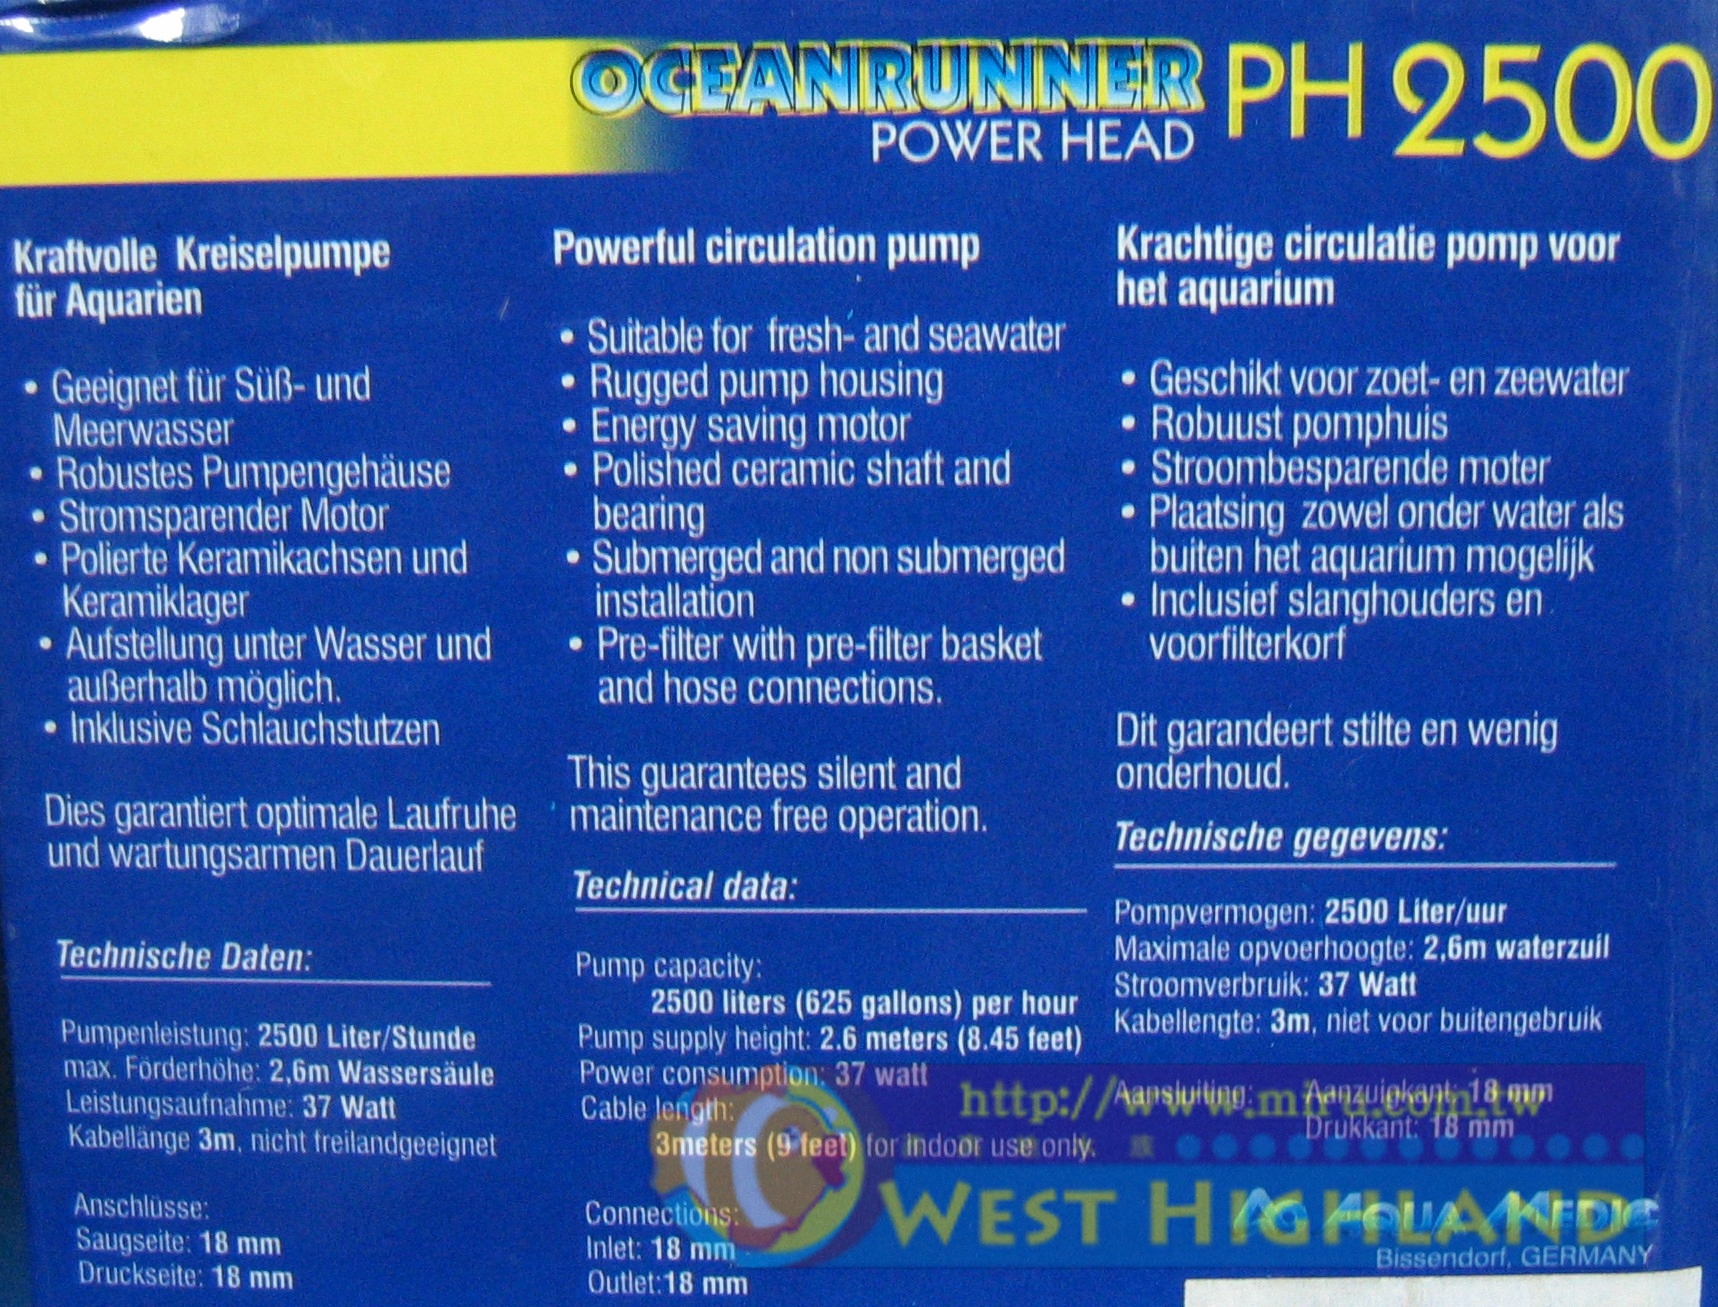 OCEANRUNNER PH 2500
POWER HEAD
Kraftvolle Kreiselpumpe
für Aquarien
• Geeignet für Süß- und
Meerwasser
• Robustes Pumpengehäuse
• Stromsparender Motor
• Polierte Keramikachsen und
Keramiklager
• Aufstellung unter Wasser und
außerhalb möglich.
• Inklusive Schlauchstutzen
Dies garantiert optimale Laufruhe
und wartungsarmen Dauerlauf
Technische Daten:
Pumpenleistung: 2500 Liter/Stunde
max. Förderhöhe: 2,6m Wassersäule
Leistungsaufnahme: 37 Watt
Kabellänge 3m, nicht freilandgeeignet
Anschlüsse:
Saugseite: 18 mm
Druckseite: 18 mm
Powerful circulation pump
• Suitable for fresh- and seawater
• Rugged pump housing
• Energy saving motor
• Polished ceramic shaft and
bearing
• Submerged and non submerged
installation
• Pre-filter with pre-filter basket
and hose connections.
This guarantees silent and
maintenance free operation.
Technical data:
Pump capacity:
2500 liters (625 gallons) per hour
Pump supply height: 2.6 meters (8.45 feet)
Power consumption: 37 watt
Cable length:
3meters (9 feet) for indoor use only.
Connections:
Inlet: 18 mm
Outlet:18 mm
Krachtige circulatie pomp voor
het aquarium
• Geschikt voor zoet- en zeewater
• Robuust pomphuis
• Stroombesparende moter
• Plaatsing zowel onder water als
buiten het aquarium mogelijk
• Inclusief slanghouders en
voorfilterkorf
Dit garandeert stilte en wenig
onderhoud.
Technische gegevens:
Pompvermogen: 2500 Liter/uur
Maximale opvoerhoogte: 2,6m waterzuil
Stroomverbruik: 37 Watt
Kabellengte: 3m, niet voor buitengebruik
Aansluiting: Aanzuigkant: 18 mm
Drukkant: 18 mm
http://www.mird.com.tw
WEST HIGHLAND
AQUA MEDIC
Bissendorf, GERMANY